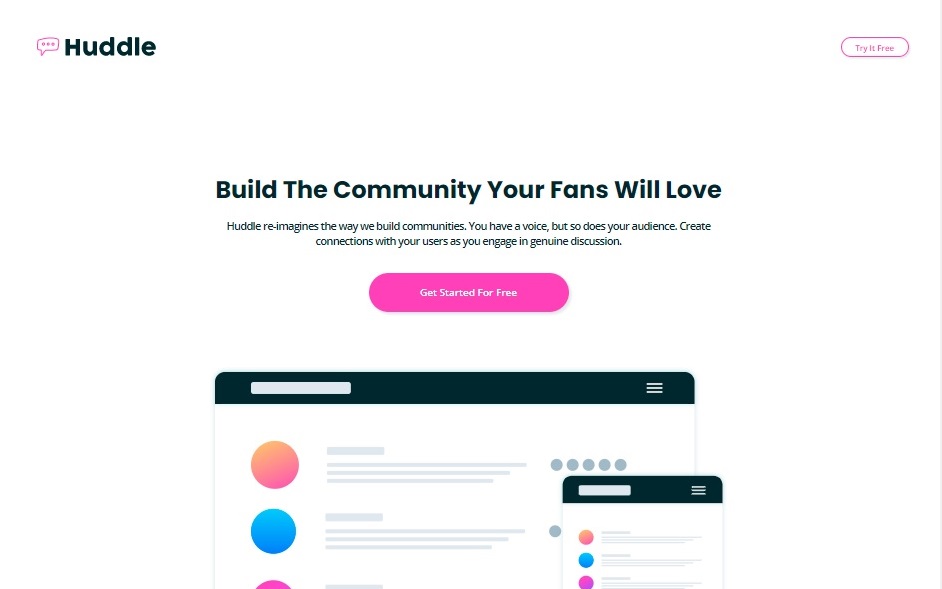 Huddle
Try It Free
Build The Community Your Fans Will Love
Huddle re-imagines the way we build communities. You have a voice, but so does your audience. Create
connections with your users as you engage in genuine discussion.
Get Started For Free